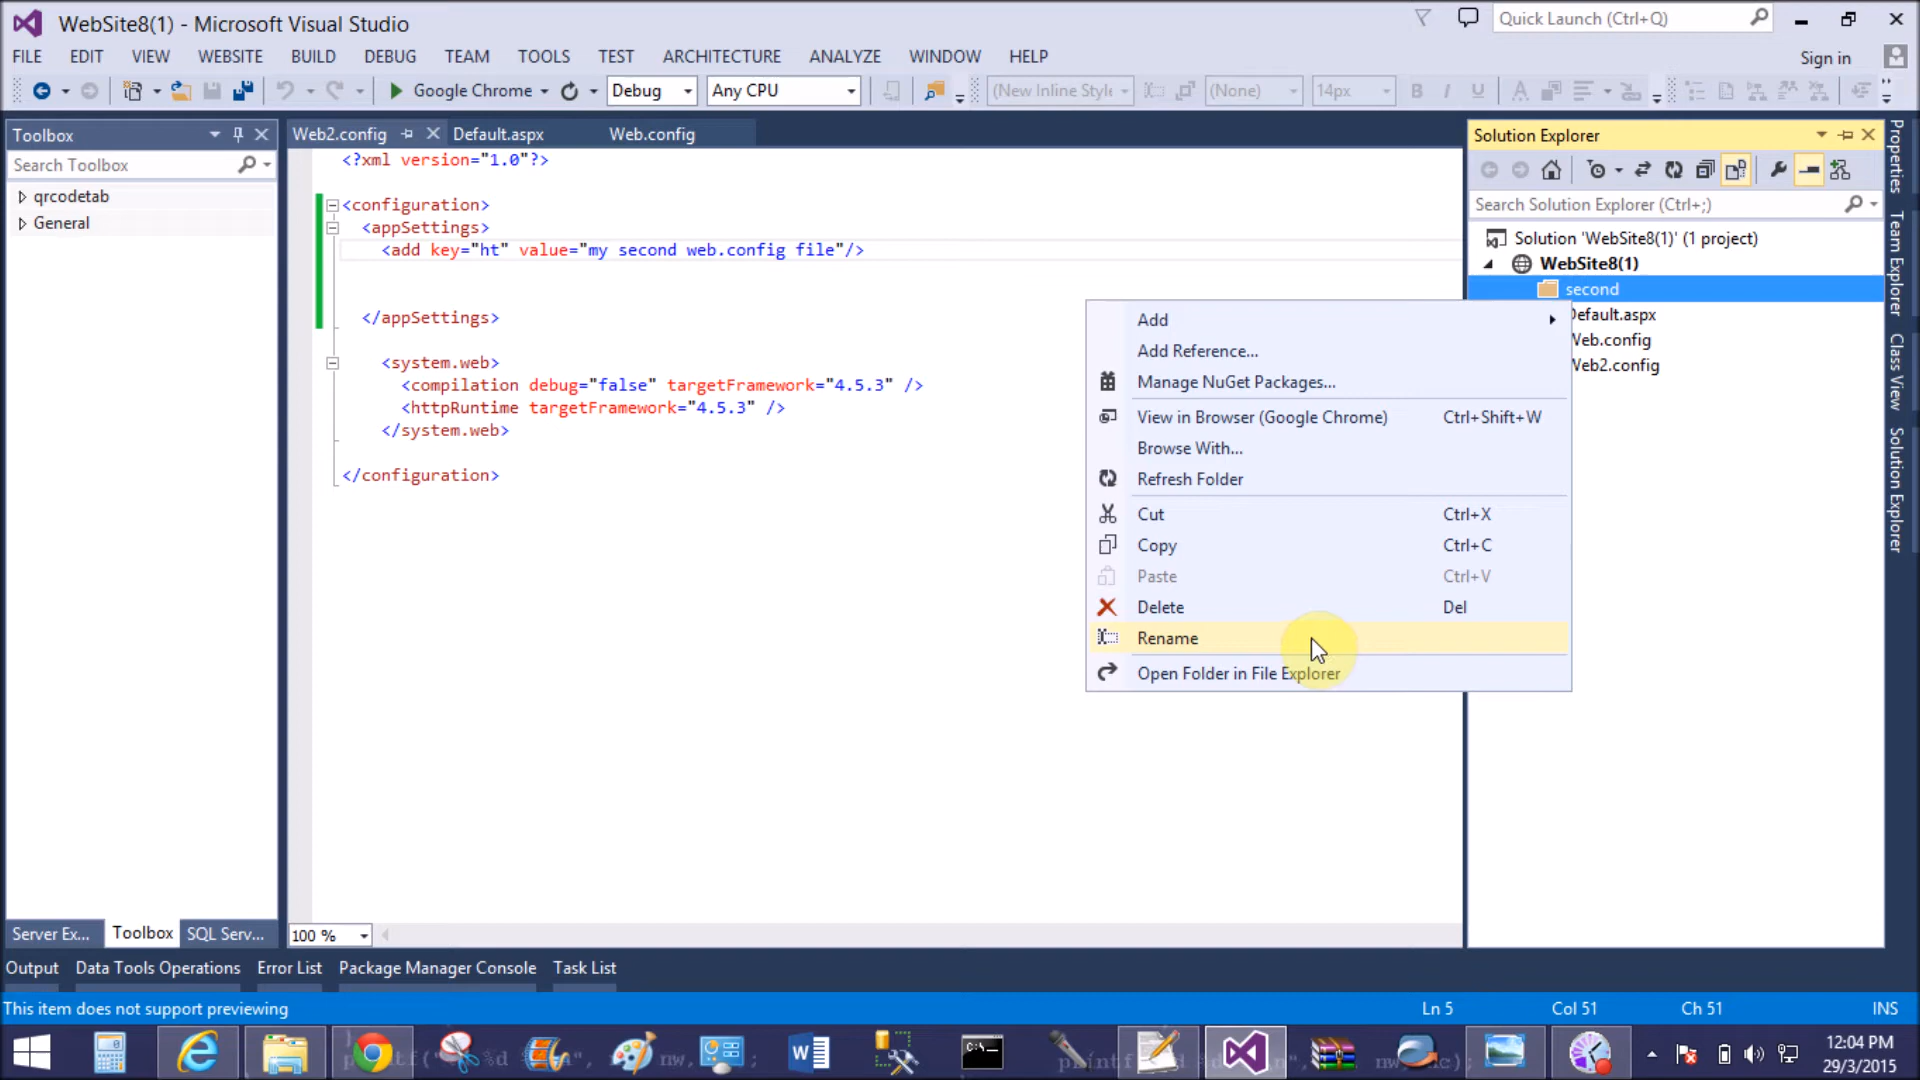 WebSite8(1) - Microsoft Visual Studio
Quick Launch (Ctrl+Q)
FILE EDIT VIEW WEBSITE BUILD DEBUG TEAM TOOLS TEST ARCHITECTURE ANALYZE WINDOW HELP
Sign in
Google Chrome Debug Any CPU (New Inline Style (None) 14px B I U A
Toolbox
Search Toolbox
qrcodetab
General
Web2.config Default.aspx Web.config
<?xml version="1.0"?>
<configuration>
<appSettings>
<add key="ht" value="my second web.config file"/>
</appSettings>
<system.web>
<compilation debug="false" targetFramework="4.5.3" />
<httpRuntime targetFramework="4.5.3" />
</system.web>
</configuration>
Add
Add Reference...
Manage NuGet Packages...
View in Browser (Google Chrome) Ctrl+Shift+W
Browse With...
Refresh Folder
Cut Ctrl+X
Copy Ctrl+C
Paste Ctrl+V
Delete Del
Rename
Open Folder in File Explorer
Solution Explorer
Search Solution Explorer (Ctrl+;)
Solution 'WebSite8(1)' (1 project)
WebSite8(1)
second
Default.aspx
Web.config
Web2.config
Properties
Team Explorer
Class View
Solution Explorer
Server Ex... Toolbox SQL Serv...
100 %
Output Data Tools Operations Error List Package Manager Console Task List
This item does not support previewing
Ln 5 Col 51 Ch 51 INS
12:04 PM
29/3/2015